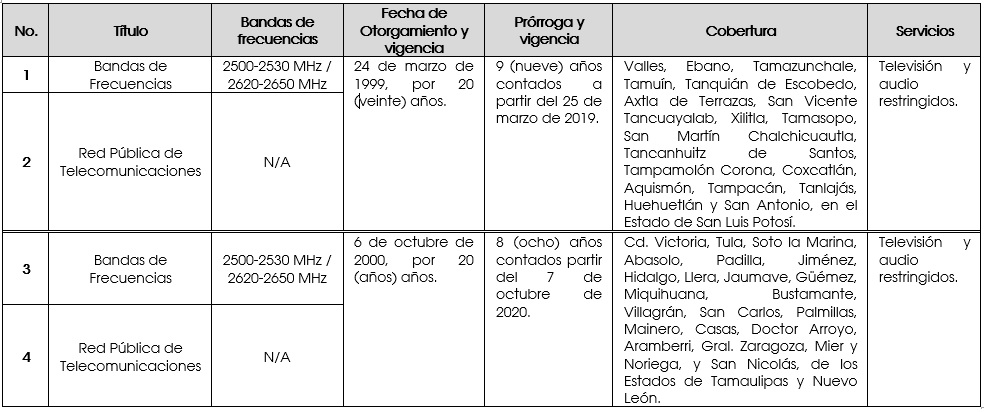 No.
Título
Bandas de
frecuencias
Fecha de
Otorgamiento y
vigencia
Prórroga y
vigencia
Cobertura
Servicios
1
Bandas de
Frecuencias
2500-2530 MHz /
2620-2650 MHz
24 de marzo de
1999, por 20
(veinte) años.
9 (nueve) años
contados a
partir del 25 de
marzo de 2019.
Valles, Ebano, Tamazunchale,
Tamuín, Tanquián de Escobedo,
Axtla de Terrazas, San Vicente
Tancuayalab, Xilitla, Tamasopo,
San Martín Chalchicuautla,
Tancanhuitz de Santos,
Tampamolón Corona, Coxcatlán,
Aquismón, Tampacán, Tanlajás,
Huehuetlán y San Antonio, en el
Estado de San Luis Potosí.
Televisión y
audio
restringidos.
2
Red Pública de
Telecomunicaciones
N/A
3
Bandas de
Frecuencias
2500-2530 MHz /
2620-2650 MHz
6 de octubre de
2000, por 20
(años) años.
8 (ocho) años
contados partir
del 7 de
octubre de
2020.
Cd. Victoria, Tula, Soto la Marina,
Abasolo, Padilla, Jiménez,
Hidalgo, Llera, Jaumave, Güémez,
Miquihuana, Bustamante,
Villagrán, San Carlos, Palmillas,
Mainero, Casas, Doctor Arroyo,
Aramberri, Gral. Zaragoza, Mier y
Noriega, y San Nicolás, de los
Estados de Tamaulipas y Nuevo
León.
Televisión y
audio
restringidos.
4
Red Pública de
Telecomunicaciones
N/A